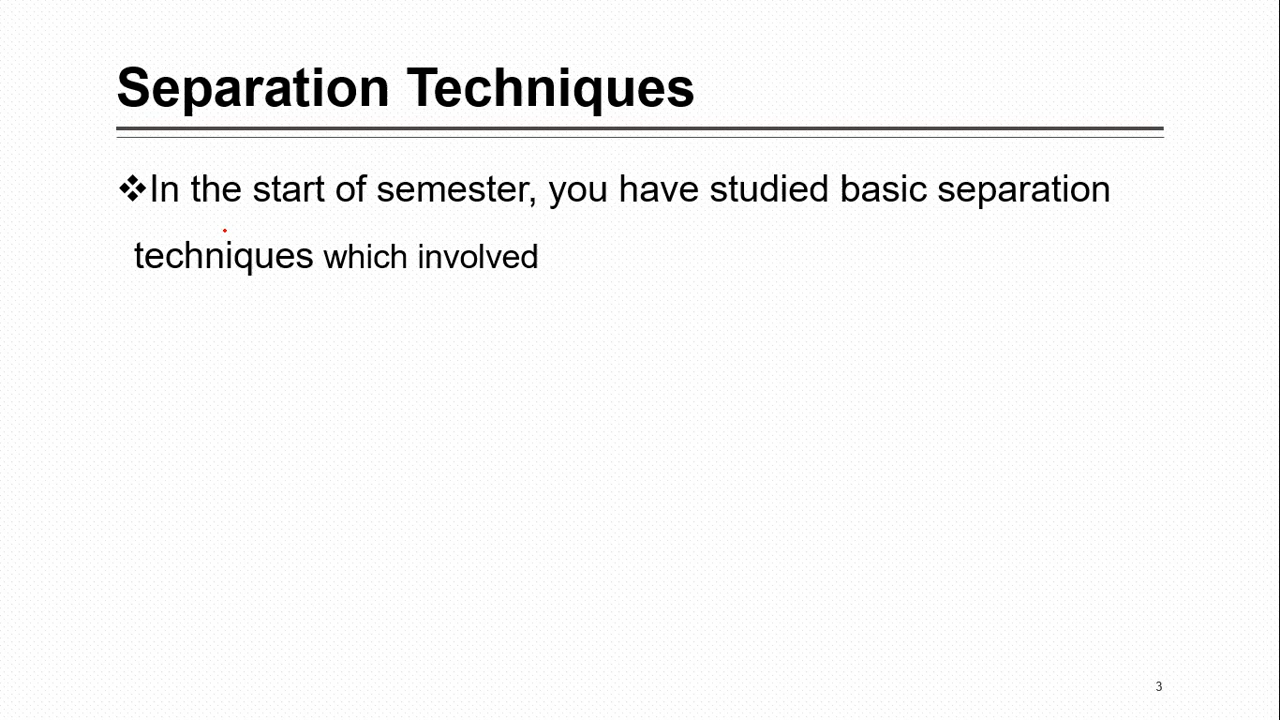 Separation Techniques
❖In the start of semester, you have studied basic separation
techniques which involved
3